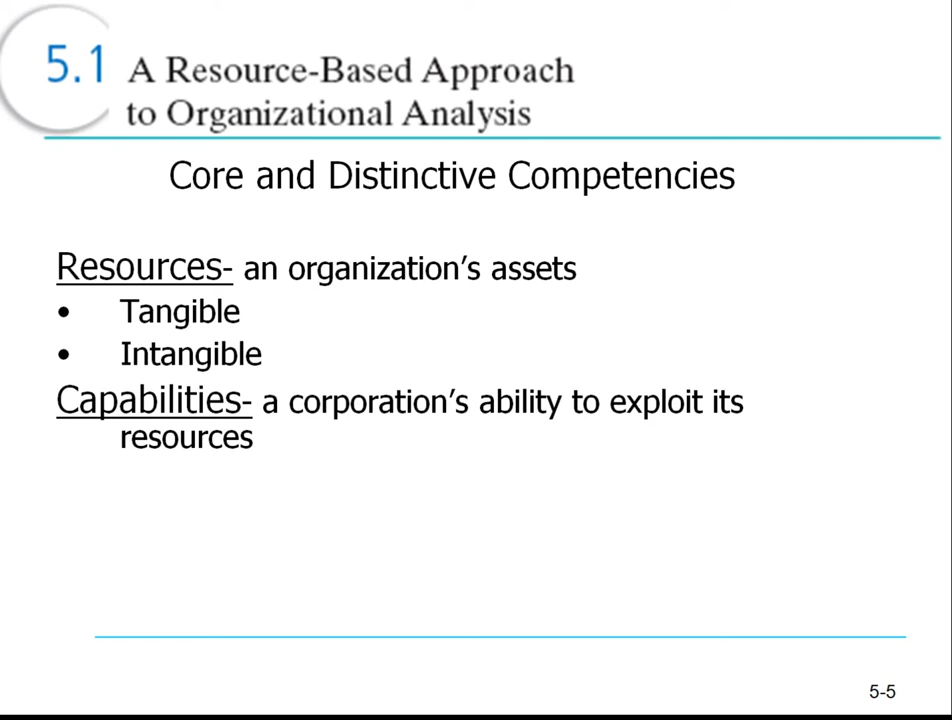 5.1 A Resource-Based Approach
to Organizational Analysis
Core and Distinctive Competencies
Resources- an organization's assets
• Tangible
• Intangible
Capabilities- a corporation's ability to exploit its
resources
5-5